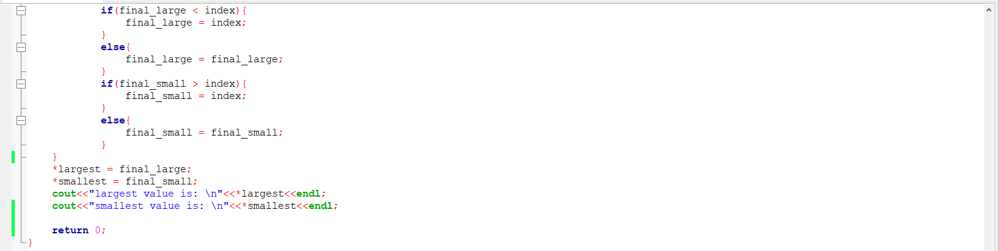 if(final_large < index){
final_large = index;
}
else{
final_large = final_large;
}
if(final_small > index){
final_small = index;
}
else{
final_small = final_small;
}
}
*largest = final_large;
*smallest = final_small;
cout<<"largest value is: \n"<<*largest<<endl;
cout<<"smallest value is: \n"<<*smallest<<endl;
return 0;
}